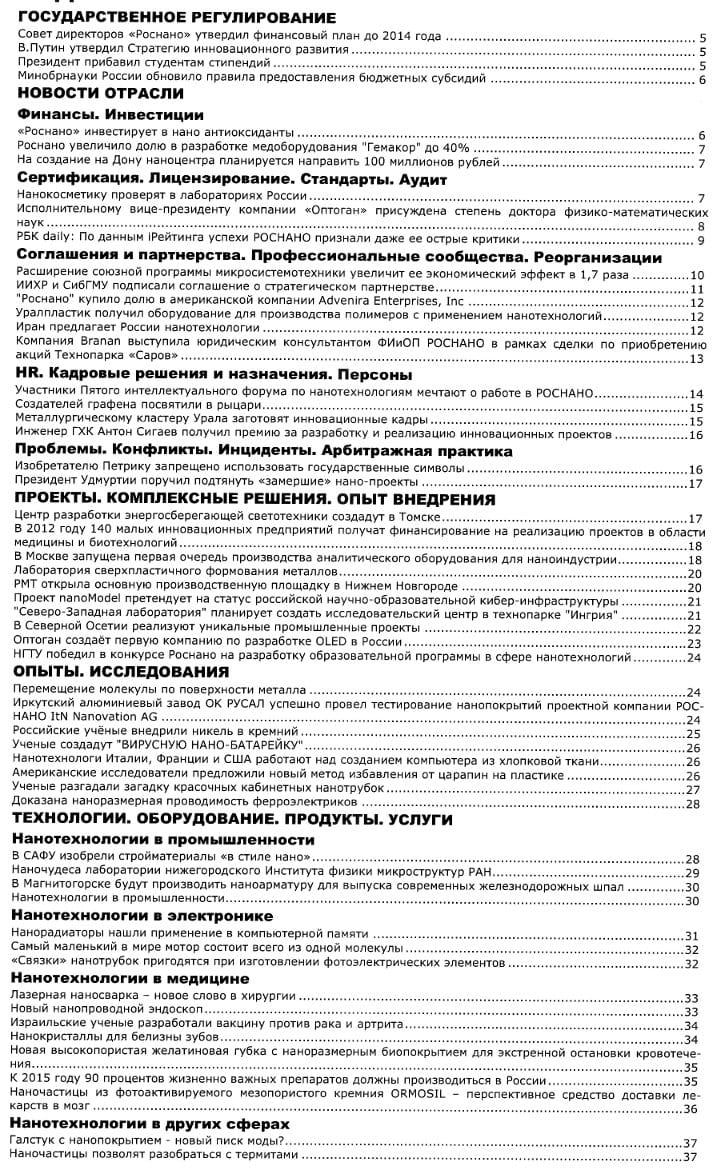 ГОСУДАРСТВЕННОЕ РЕГУЛИРОВАНИЕ
Совет директоров «Роснано» утвердил финансовый план до 2014 года ........ 5
В.Путин утвердил Стратегию инновационного развития ........ 5
Президент прибавил студентам стипендий ........ 5
Минобрнауки России обновило правила предоставления бюджетных субсидий ........ 6
НОВОСТИ ОТРАСЛИ
Финансы. Инвестиции
«Роснано» инвестирует в нано антиоксиданты ........ 6
Роснано увеличило долю в разработке медоборудования "Гемакор" до 40% ........ 7
На создание на Дону наноцентра планируется направить 100 миллионов рублей ........ 7
Сертификация. Лицензирование. Стандарты. Аудит
Нанокосметику проверят в лабораториях России ........ 7
Исполнительному вице-президенту компании «Оптоган» присуждена степень доктора физико-математических
наук ........ 8
РБК daily: По данным iРейтинга успехи РОСНАНО признали даже ее острые критики ........ 9
Соглашения и партнерства. Профессиональные сообщества. Реорганизации
Расширение союзной программы микросистемотехники увеличит ее экономический эффект в 1,7 раза ........ 10
ИИХР и СибГМУ подписали соглашение о стратегическом партнерстве ........ 11
"Роснано" купило долю в американской компании Advenira Enterprises, Inc ........ 12
Уралпластик получил оборудование для производства полимеров с применением нанотехнологий ........ 12
Иран предлагает России нанотехнологии ........ 12
Компания Branan выступила юридическим консультантом ФИиОП РОСНАНО в рамках сделки по приобретению
акций Технопарка «Саров» ........ 13
HR. Кадровые решения и назначения. Персоны
Участники Пятого интеллектуального форума по нанотехнологиям мечтают о работе в РОСНАНО ........ 14
Создателей графена посвятили в рыцари ........ 15
Металлургическому кластеру Урала заготовят инновационные кадры ........ 15
Инженер ГХК Антон Сигаев получил премию за разработку и реализацию инновационных проектов ........ 16
Проблемы. Конфликты. Инциденты. Арбитражная практика
Изобретателю Петрику запрещено использовать государственные символы ........ 16
Президент Удмуртии поручил подтянуть «замершие» нано-проекты ........ 17
ПРОЕКТЫ. КОМПЛЕКСНЫЕ РЕШЕНИЯ. ОПЫТ ВНЕДРЕНИЯ
Центр разработки энергосберегающей светотехники создадут в Томске ........ 17
В 2012 году 140 малых инновационных предприятий получат финансирование на реализацию проектов в области
медицины и биотехнологий ........ 18
В Москве запущена первая очередь производства аналитического оборудования для наноиндустрии ........ 18
Лаборатория сверхпластичного формования металлов ........ 20
РМТ открыла основную производственную площадку в Нижнем Новгороде ........ 20
Проект nanoModel претендует на статус российской научно-образовательной кибер-инфраструктуры ........ 21
"Северо-Западная лаборатория" планирует создать исследовательский центр в технопарке "Ингрия" ........ 21
В Северной Осетии реализуют уникальные промышленные проекты ........ 22
Оптоган создаёт первую компанию по разработке OLED в России ........ 23
НГТУ победил в конкурсе Роснано на разработку образовательной программы в сфере нанотехнологий ........ 24
ОПЫТЫ. ИССЛЕДОВАНИЯ
Перемещение молекулы по поверхности металла ........ 24
Иркутский алюминиевый завод ОК РУСАЛ успешно провел тестирование нанопокрытий проектной компании РОС-
НАНО ItN Nanovation AG ........ 24
Российские учёные внедрили никель в кремний ........ 25
Ученые создадут "ВИРУСНУЮ НАНО-БАТАРЕЙКУ" ........ 26
Нанотехнологи Италии, Франции и США работают над созданием компьютера из хлопковой ткани ........ 26
Американские исследователи предложили новый метод избавления от царапин на пластике ........ 26
Ученые разгадали загадку красочных кабинетных нанотрубок ........ 27
Доказана наноразмерная проводимость ферроэлектриков ........ 28
ТЕХНОЛОГИИ. ОБОРУДОВАНИЕ. ПРОДУКТЫ. УСЛУГИ
Нанотехнологии в промышленности
В САФУ изобрели стройматериалы «в стиле нано» ........ 28
Наночудеса лаборатории нижегородского Института физики микроструктур РАН ........ 29
В Магнитогорске будут производить наноарматуру для выпуска современных железнодорожных шпал ........ 30
Нанотехнологии в промышленности ........ 30
Нанотехнологии в электронике
Нанорадиаторы нашли применение в компьютерной памяти ........ 31
Самый маленький в мире мотор состоит всего из одной молекулы ........ 32
«Связки» нанотрубок пригодятся при изготовлении фотоэлектрических элементов ........ 32
Нанотехнологии в медицине
Лазерная наносварка – новое слово в хирургии ........ 33
Новый нанопроводной эндоскоп ........ 33
Израильские ученые разработали вакцину против рака и артрита ........ 34
Нанокристаллы для белизны зубов ........ 34
Новая высокопористая желатиновая губка с наноразмерным биопокрытием для экстренной остановки кровотече-
ния ........ 35
К 2015 году 90 процентов жизненно важных препаратов должны производиться в России ........ 35
Наночастицы из фотоактивируемого мезопористого кремния ORMOSIL – перспективное средство доставки ле-
карств в мозг ........ 36
Нанотехнологии в других сферах
Галстук с нанопокрытием - новый писк моды? ........ 37
Наночастицы позволят разобраться с термитами ........ 37